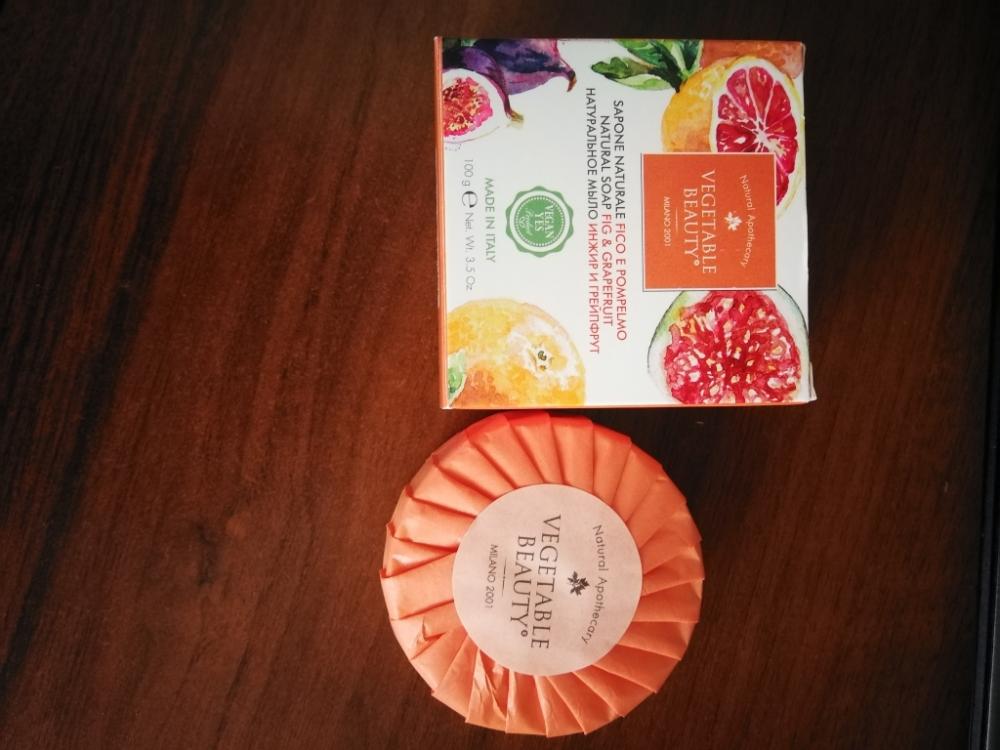 Natural Apothecary
VEGETABLE
BEAUTY®
MILANO 2001
SAPONE NATURALE FICO E POMPELMO
NATURAL SOAP FIG & GRAPEFRUIT
НАТУРАЛЬНОЕ МЫЛО ИНЖИР И ГРЕЙПФРУТ
VEGAN
YES
Product
MADE IN ITALY
100 g ℮ Net. Wt. 3.5 Oz
Natural Apothecary
VEGETABLE
BEAUTY®
MILANO 2001